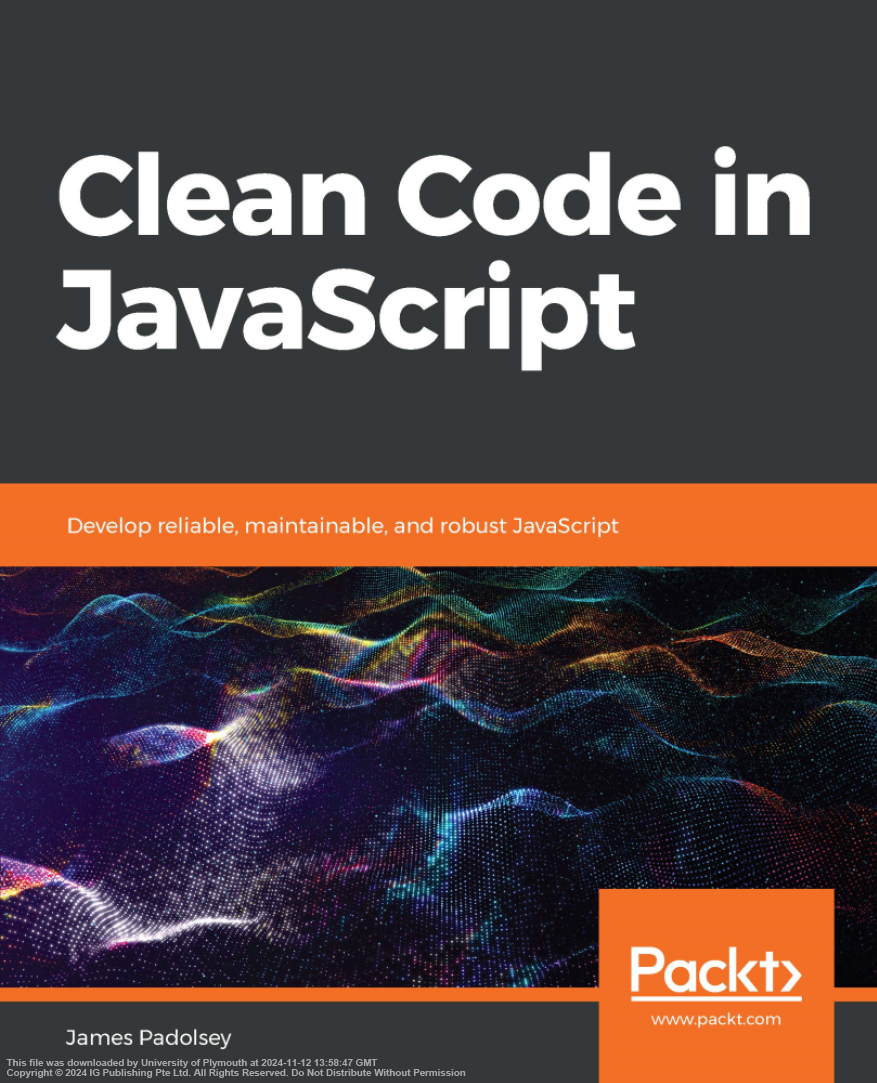 Clean Code in
JavaScript
Develop reliable, maintainable, and robust JavaScript
Packt>
www.packt.com
James Padolsey
This file was downloaded by University of Plymouth at 2024-11-12 13:58:47 GMT
Copyright © 2024 IG Publishing Pte Ltd. All Rights Reserved. Do Not Distribute Without Permission